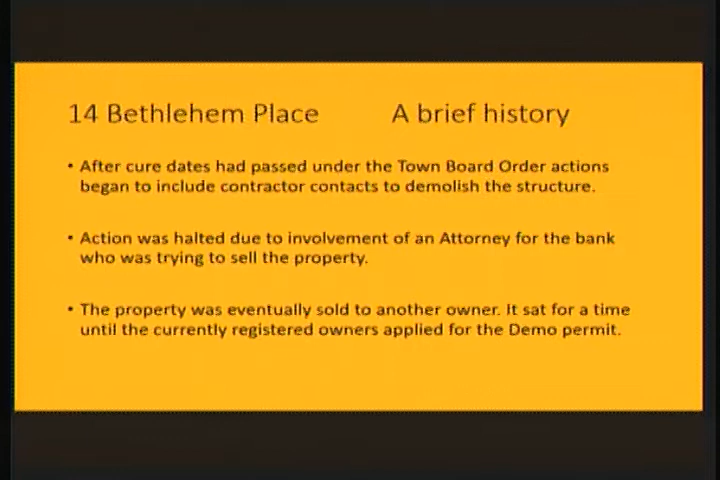 14 Bethlehem Place A brief history
• After cure dates had passed under the Town Board Order actions
began to include contractor contacts to demolish the structure.
• Action was halted due to involvement of an Attorney for the bank
who was trying to sell the property.
• The property was eventually sold to another owner. It sat for a time
until the currently registered owners applied for the Demo permit.